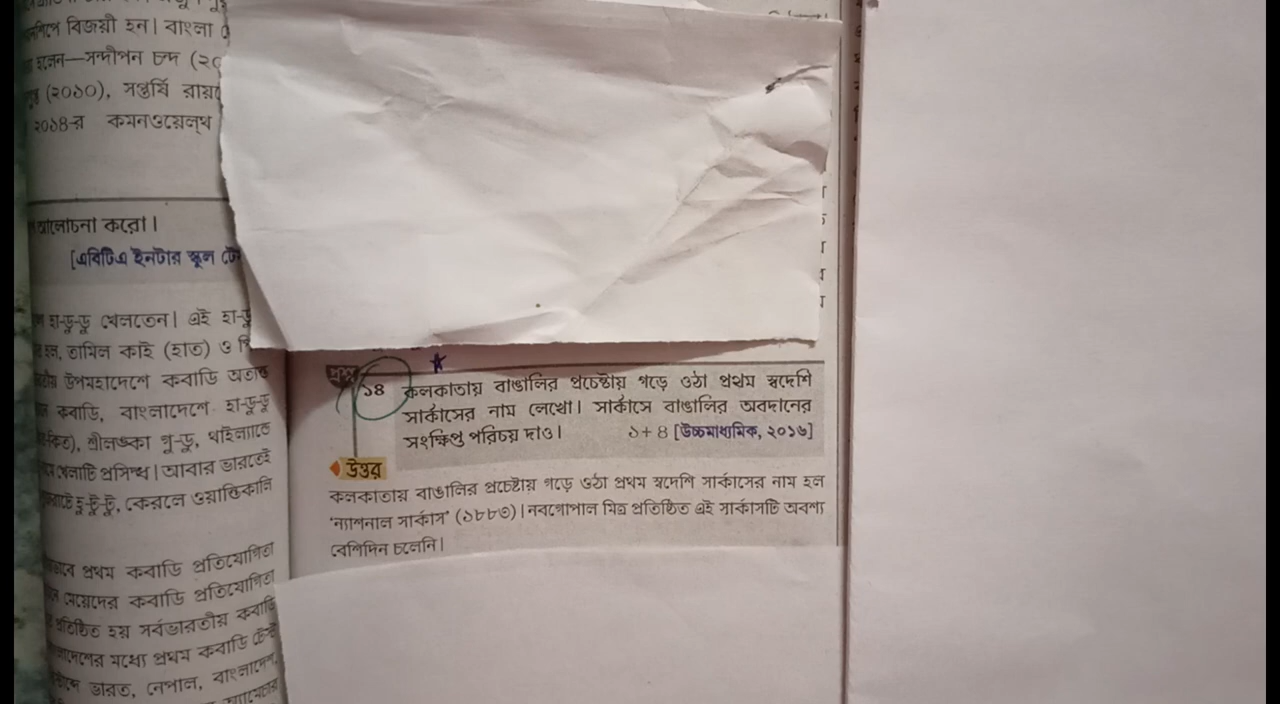 শিপে বিজয়ী হন। বাংলা
হলেন—সন্দীপন চন্দ
(২০১০), সপ্তর্ষি
২০১৪-র কমনওয়েল্‌থ
আলোচনা করো।
[এবিটিএ ইনটার স্কুল
হা-ডু-ডু খেলতেন। এই হা-ডু
হল, তামিল কাই (হাত) ও
উপমহাদেশে কবাডি
কবাডি, বাংলাদেশে হা-ডু-ডু
শ্রীলঙ্কা গু-ডু, থাইল্যান্ডে
খেলাটি প্রসিদ্ধ। আবার ভারতেই
হু-টু-টু, কেরলে ওয়ান্ডিকালি
প্রথম কবাডি প্রতিযোগিতা
মেয়েদের কবাডি প্রতিযোগিতা
প্রতিষ্ঠিত হয় সর্বভারতীয় কবাডি
মধ্যে প্রথম কবাডি টেস্ট
ভারত, নেপাল, বাংলাদেশ,
প্রশ্ন
১৪ কলকাতায় বাঙালির প্রচেষ্টায় গড়ে ওঠা প্রথম স্বদেশি
সার্কাসের নাম লেখো। সার্কাসে বাঙালির অবদানের
সংক্ষিপ্ত পরিচয় দাও। ১+৪ [উচ্চমাধ্যমিক, ২০১৬]
উত্তর
কলকাতায় বাঙালির প্রচেষ্টায় গড়ে ওঠা প্রথম স্বদেশি সার্কাসের নাম হল
‘ন্যাশনাল সার্কাস’ (১৮৮৩)। নবগোপাল মিত্র প্রতিষ্ঠিত এই সার্কাসটি অবশ্য
বেশিদিন চলেনি।